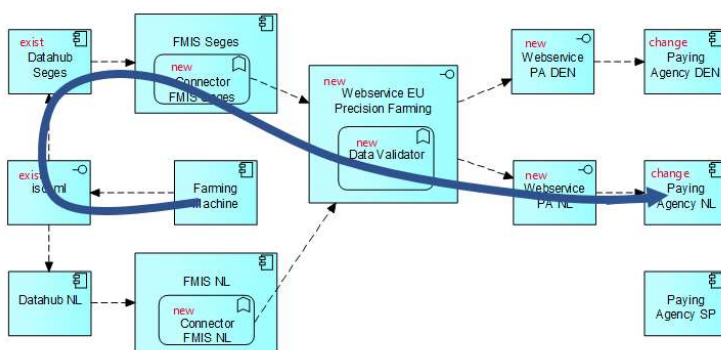 exist
Datahub
Seges
FMIS Seges
new
Connector
FMIS Seges
new
Webservice EU
Precision Farming
new
Data Validator
new
Webservice
PA DEN
change
Paying
Agency DEN
exist
Farming
Machine
new
Webservice
PA NL
change
Paying
Agency NL
Datahub NL
FMIS NL
new
Connector
FMIS NL
Paying
Agency SP